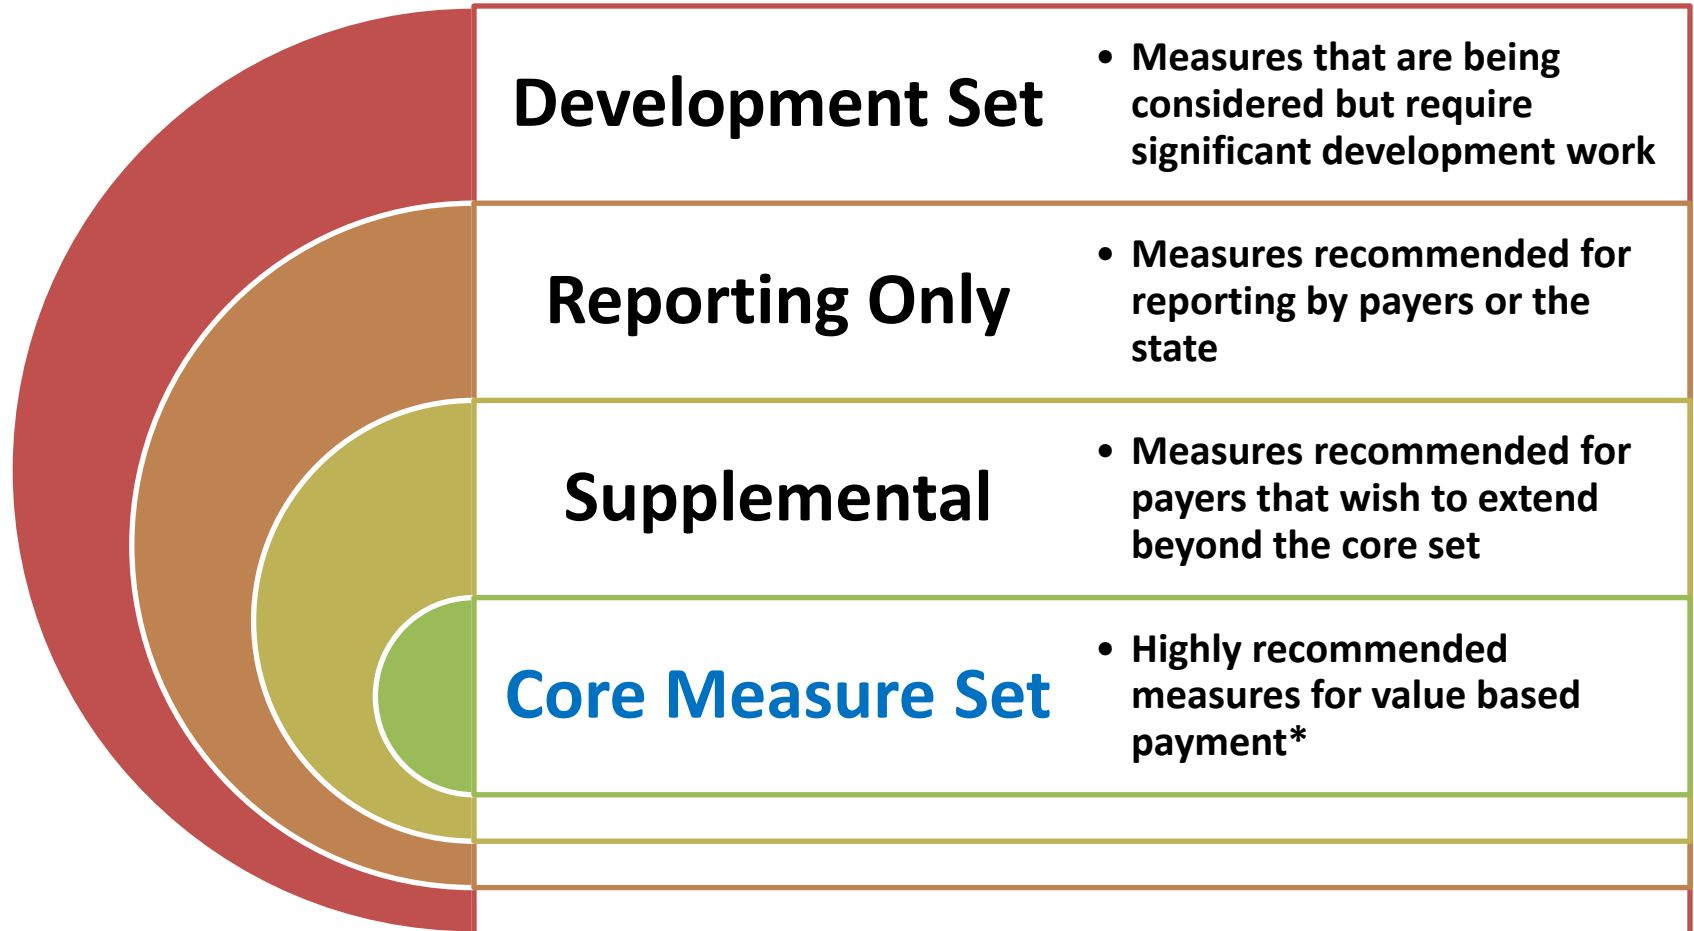 Development Set
• Measures that are being
considered but require
significant development work
Reporting Only
• Measures recommended for
reporting by payers or the
state
Supplemental
• Measures recommended for
payers that wish to extend
beyond the core set
Core Measure Set
• Highly recommended
measures for value based
payment*